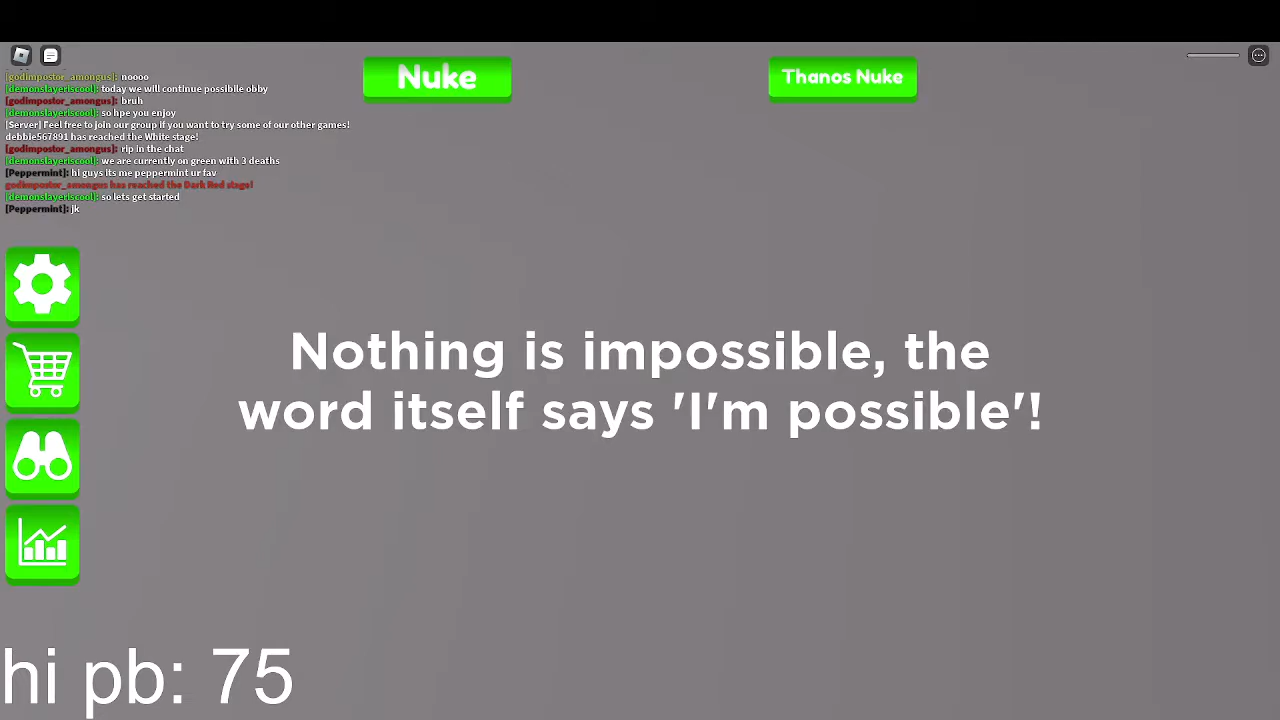 Nuke
Thanos Nuke
[godimpostor_amongus]: noooo
[demonslayeriscool]: today we will continue possibile obby
[godimpostor_amongus]: bruh
[demonslayeriscool]: so hpe you enjoy
[Server] Feel free to join our group if you want to try some of our other games!
debbie567891 has reached the White stage!
[godimpostor_amongus]: rip in the chat
[demonslayeriscool]: we are currently on green with 3 deaths
[Peppermint]: hi guys its me peppermint ur fav
godimpostor_amongus has reached the Dark Red stage!
[demonslayeriscool]: so lets get started
[Peppermint]: jk
Nothing is impossible, the
word itself says 'I'm possible'!
hi pb: 75